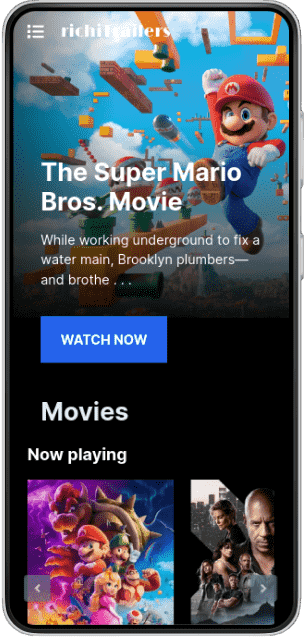 richiTrailers
The Super Mario
Bros. Movie
While working underground to fix a
water main, Brooklyn plumbers—
and brothe . . .
WATCH NOW
Movies
Now playing